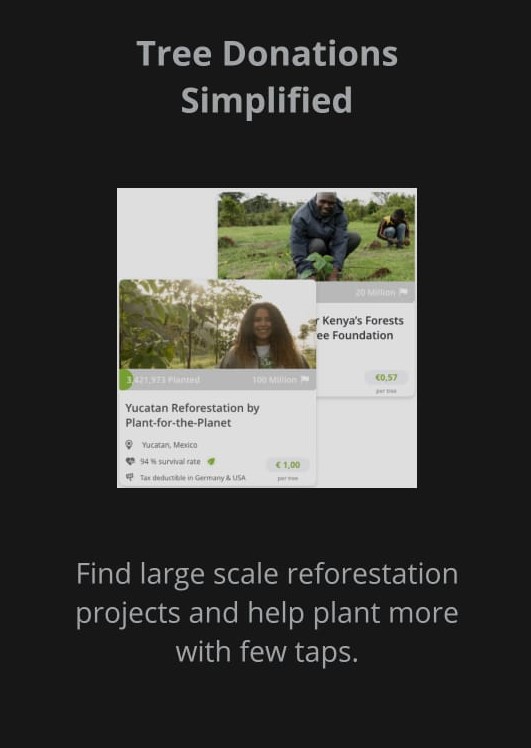 Tree Donations
Simplified
20 Million
Kenya's Forests
Foundation
€0,57
per tree
3,421,973 Planted
100 Million
Yucatan Reforestation by
Plant-for-the-Planet
Yucatan, Mexico
94 % survival rate
€ 1,00
per tree
Tax deductible in Germany & USA
Find large scale reforestation
projects and help plant more
with few taps.